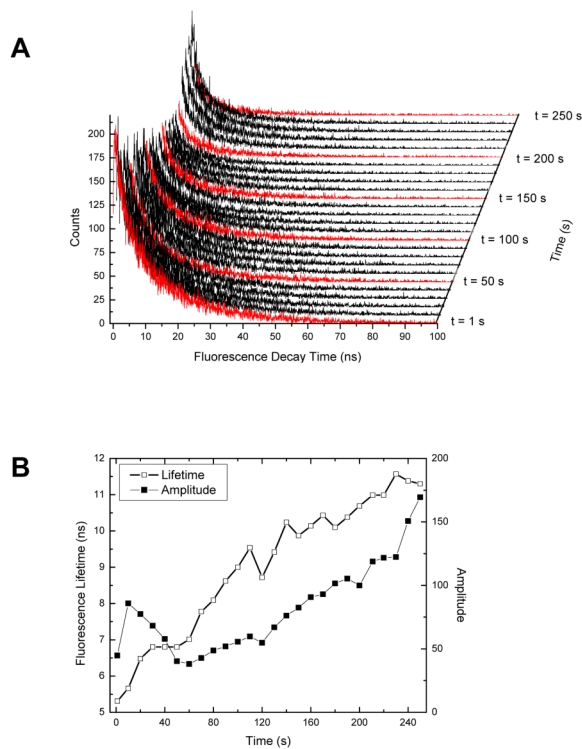 A
t = 250 s
t = 200 s
t = 150 s
t = 100 s
t = 50 s
t = 1 s
Time (s)
Counts
200
175
150
125
100
75
50
25
0
0 10 20 30 40 50 60 70 80 90 100
Fluorescence Decay Time (ns)
B
Lifetime
Amplitude
Fluorescence Lifetime (ns)
12
11
10
9
8
7
6
5
200
150
100
50
0
Amplitude
0 40 80 120 160 200 240
Time (s)